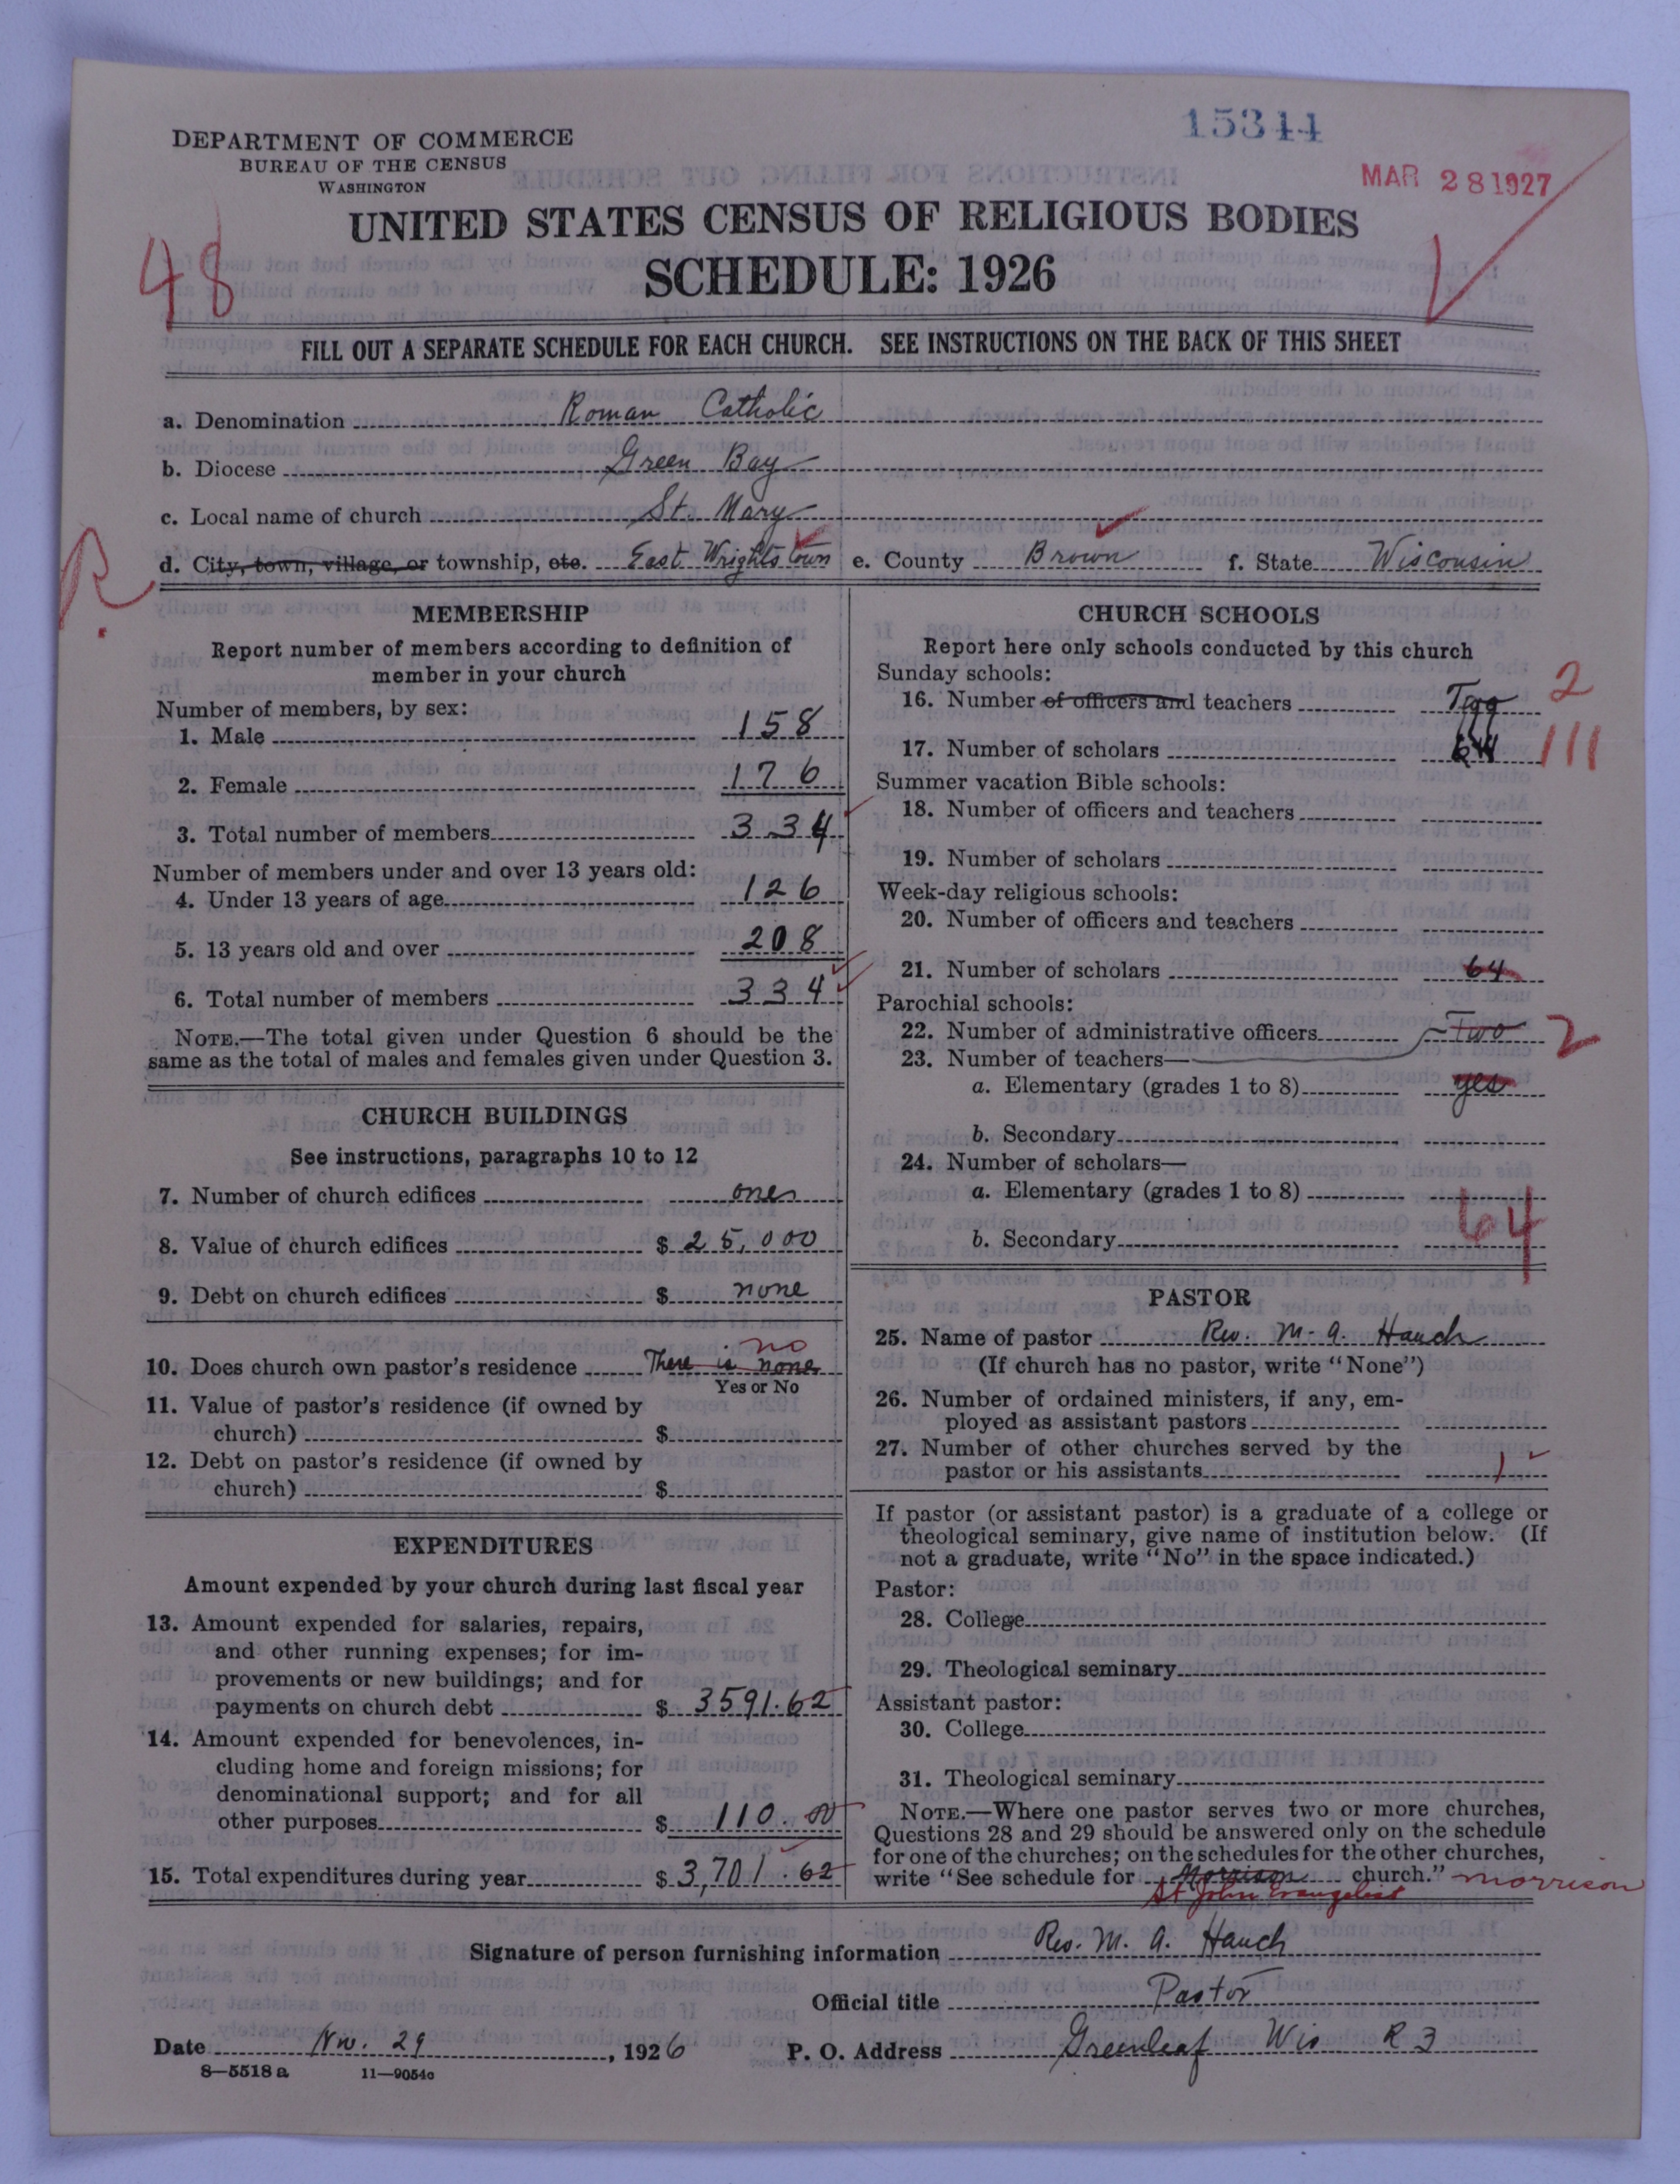 15344
DEPARTMENT OF COMMERCE
BUREAU OF THE CENSUS
WASHINGTON
MAR 28 1927
UNITED STATES CENSUS OF RELIGIOUS BODIES
SCHEDULE: 1926
48
FILL OUT A SEPARATE SCHEDULE FOR EACH CHURCH. SEE INSTRUCTIONS ON THE BACK OF THIS SHEET
a. Denomination Roman Catholic
b. Diocese Green Bay
c. Local name of church St. Mary
R.
d. City, town, village, or township, etc. East Wrightstown e. County Brown f. State Wisconsin
MEMBERSHIP
Report number of members according to definition of
member in your church
Number of members, by sex:
1. Male 158
2. Female 176
3. Total number of members 334
Number of members under and over 13 years old:
4. Under 13 years of age 126
5. 13 years old and over 208
6. Total number of members 334
NOTE.—The total given under Question 6 should be the
same as the total of males and females given under Question 3.
CHURCH BUILDINGS
See instructions, paragraphs 10 to 12
7. Number of church edifices one
8. Value of church edifices $ 25,000
9. Debt on church edifices $ none
no
10. Does church own pastor's residence There is none
Yes or No
11. Value of pastor's residence (if owned by
church) $
12. Debt on pastor's residence (if owned by
church) $
EXPENDITURES
Amount expended by your church during last fiscal year
13. Amount expended for salaries, repairs,
and other running expenses; for im-
provements or new buildings; and for
payments on church debt $ 3591.62
14. Amount expended for benevolences, in-
cluding home and foreign missions; for
denominational support; and for all
other purposes $ 110.00
15. Total expenditures during year $ 3,701.62
CHURCH SCHOOLS
Report here only schools conducted by this church
Sunday schools:
16. Number of officers and teachers 2
17. Number of scholars 111
Summer vacation Bible schools:
18. Number of officers and teachers
19. Number of scholars
Week-day religious schools:
20. Number of officers and teachers
21. Number of scholars 64
Parochial schools:
22. Number of administrative officers Two 2
23. Number of teachers—
a. Elementary (grades 1 to 8) yes
b. Secondary
24. Number of scholars—
a. Elementary (grades 1 to 8) 64
b. Secondary
PASTOR
25. Name of pastor Rev. M. A. Hauch
(If church has no pastor, write "None")
26. Number of ordained ministers, if any, em-
ployed as assistant pastors
27. Number of other churches served by the
pastor or his assistants 1
If pastor (or assistant pastor) is a graduate of a college or
theological seminary, give name of institution below. (If
not a graduate, write "No" in the space indicated.)
Pastor:
28. College
29. Theological seminary
Assistant pastor:
30. College
31. Theological seminary
NOTE.—Where one pastor serves two or more churches,
Questions 28 and 29 should be answered only on the schedule
for one of the churches; on the schedules for the other churches,
write "See schedule for Morrison church." Morrison
St John Evangelist
Signature of person furnishing information Rev. M. A. Hauch
Official title Pastor
Date Nov. 29, 1926 P. O. Address Greenleaf Wis R 3
8—5518 a 11—9054a